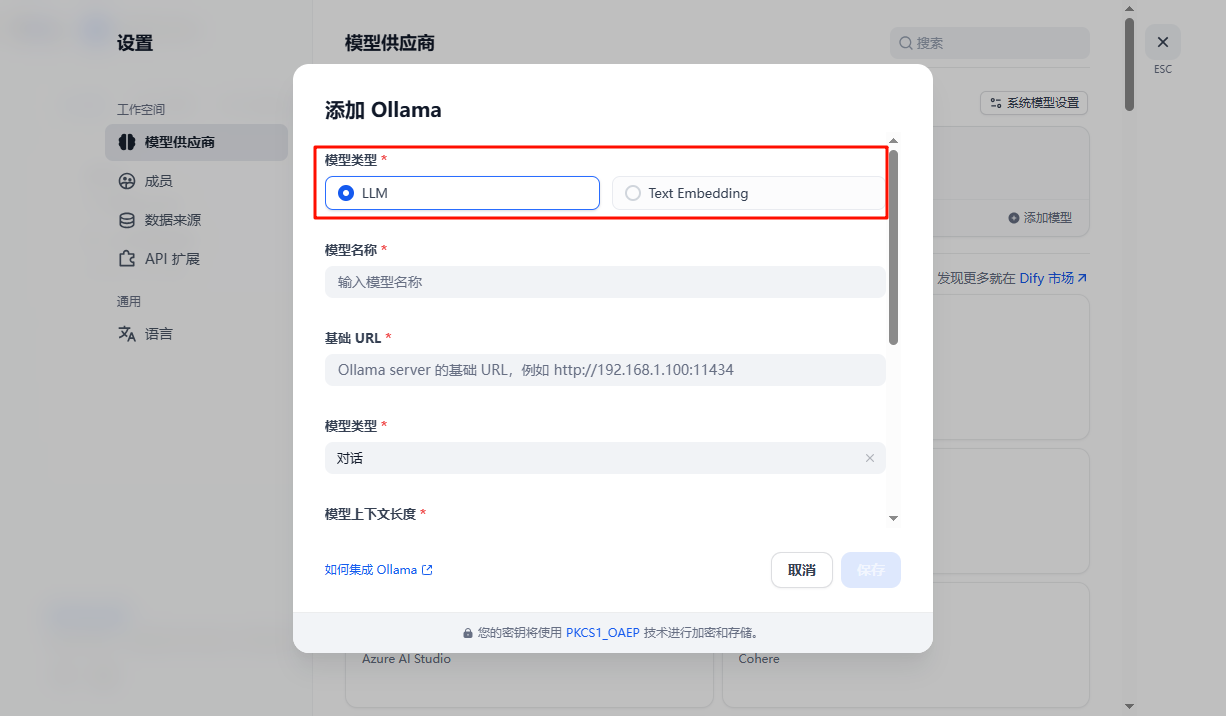 设置
模型供应商
搜索
ESC
工作空间
模型供应商
成员
数据来源
API 扩展
通用
语言
系统模型设置
添加模型
发现更多就在 Dify 市场
添加 Ollama
模型类型 *
LLM
Text Embedding
模型名称 *
输入模型名称
基础 URL *
Ollama server 的基础 URL，例如 http://192.168.1.100:11434
模型类型 *
对话
模型上下文长度 *
如何集成 Ollama
取消
保存
您的密钥将使用 PKCS1_OAEP 技术进行加密和存储。
Azure AI Studio
Cohere